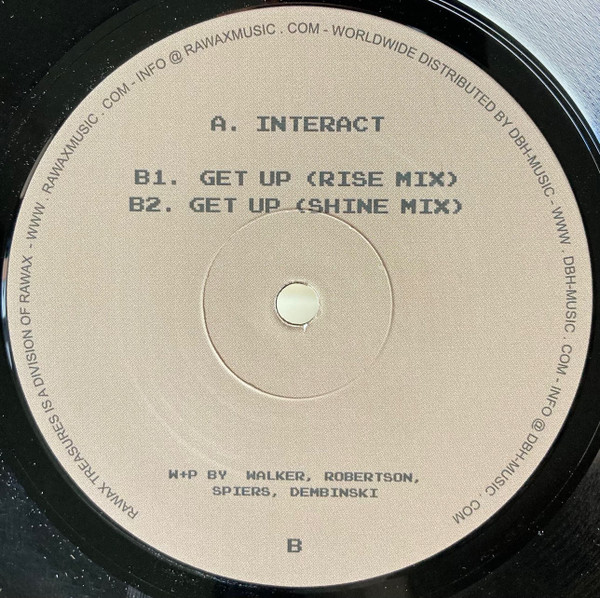 RAWAX TREASURES IS A DIVISION OF RAWAX - WWW . RAWAXMUSIC . COM - INFO @ RAWAXMUSIC . COM - WORLDWIDE DISTRIBUTED BY DBH-MUSIC - WWW . DBH-MUSIC . COM - INFO @ DBH-MUSIC . COM
A. INTERACT
B1. GET UP (RISE MIX)
B2. GET UP (SHINE MIX)
W+P BY WALKER, ROBERTSON,
SPIERS, DEMBINSKI
B